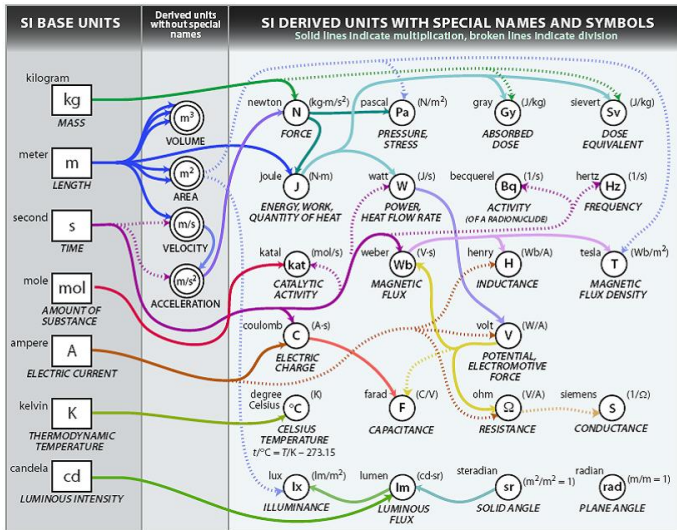 SI BASE UNITS
Derived units
without special
names
SI DERIVED UNITS WITH SPECIAL NAMES AND SYMBOLS
Solid lines indicate multiplication, broken lines indicate division
kilogram
kg
MASS
newton
N
(kg·m/s²)
FORCE
pascal
Pa
(N/m²)
PRESSURE,
STRESS
gray
Gy
(J/kg)
ABSORBED
DOSE
sievert
Sv
(J/kg)
DOSE
EQUIVALENT
m³
VOLUME
meter
m
LENGTH
m²
AREA
joule
J
(N·m)
ENERGY, WORK,
QUANTITY OF HEAT
watt
W
(J/s)
POWER,
HEAT FLOW RATE
becquerel
Bq
(1/s)
ACTIVITY
(OF A RADIONUCLIDE)
hertz
Hz
(1/s)
FREQUENCY
second
s
TIME
m/s
VELOCITY
m/s²
ACCELERATION
katal
kat
(mol/s)
CATALYTIC
ACTIVITY
weber
Wb
(V·s)
MAGNETIC
FLUX
henry
H
(Wb/A)
INDUCTANCE
tesla
T
(Wb/m²)
MAGNETIC
FLUX DENSITY
mole
mol
AMOUNT OF
SUBSTANCE
coulomb
C
(A·s)
ELECTRIC
CHARGE
volt
V
(W/A)
POTENTIAL,
ELECTROMOTIVE
FORCE
ampere
A
ELECTRIC CURRENT
kelvin
K
THERMODYNAMIC
TEMPERATURE
degree
Celsius
°C
(K)
CELSIUS
TEMPERATURE
t/°C = T/K – 273.15
farad
F
(C/V)
CAPACITANCE
ohm
Ω
(V/A)
RESISTANCE
siemens
S
(1/Ω)
CONDUCTANCE
candela
cd
LUMINOUS INTENSITY
lux
lx
(lm/m²)
ILLUMINANCE
lumen
lm
(cd·sr)
LUMINOUS
FLUX
steradian
sr
(m²/m² = 1)
SOLID ANGLE
radian
rad
(m/m = 1)
PLANE ANGLE